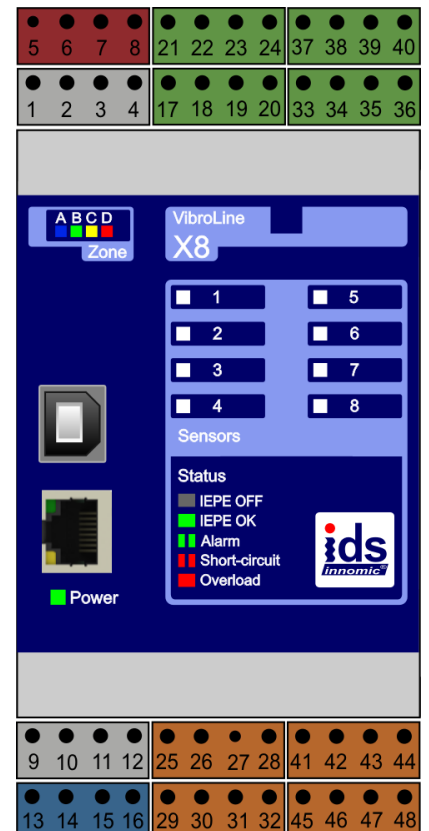 5 6 7 8 21 22 23 24 37 38 39 40
1 2 3 4 17 18 19 20 33 34 35 36
A B C D
Zone
VibroLine
X8
1 5
2 6
3 7
4 8
Sensors
Status
IEPE OFF
IEPE OK
Alarm
Short-circuit
Overload
ids
innomic®
Power
9 10 11 12 25 26 27 28 41 42 43 44
13 14 15 16 29 30 31 32 45 46 47 48